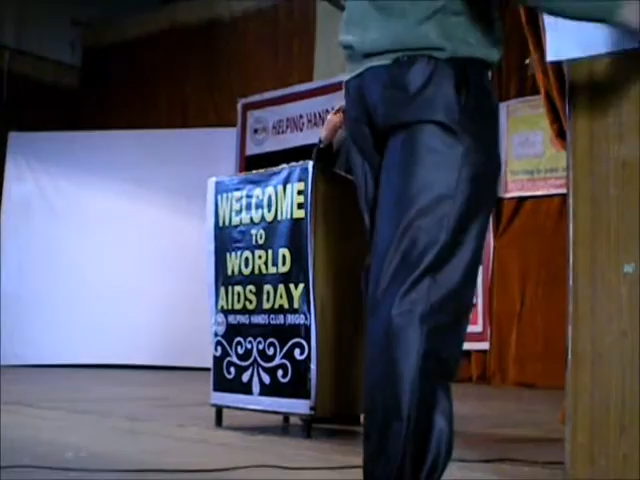 HELPING HANDS
WELCOME
TO
WORLD
AIDS DAY
HELPING HANDS CLUB (REGD.)